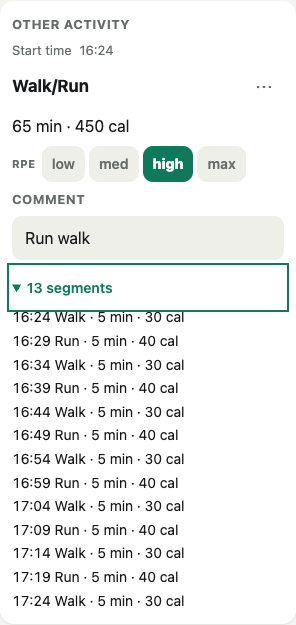 OTHER ACTIVITY
Start time 16:24
Walk/Run ...
65 min · 450 cal
RPE low med high max
COMMENT
Run walk
▼ 13 segments
16:24 Walk · 5 min · 30 cal
16:29 Run · 5 min · 40 cal
16:34 Walk · 5 min · 30 cal
16:39 Run · 5 min · 40 cal
16:44 Walk · 5 min · 30 cal
16:49 Run · 5 min · 40 cal
16:54 Walk · 5 min · 30 cal
16:59 Run · 5 min · 40 cal
17:04 Walk · 5 min · 30 cal
17:09 Run · 5 min · 40 cal
17:14 Walk · 5 min · 30 cal
17:19 Run · 5 min · 40 cal
17:24 Walk · 5 min · 30 cal